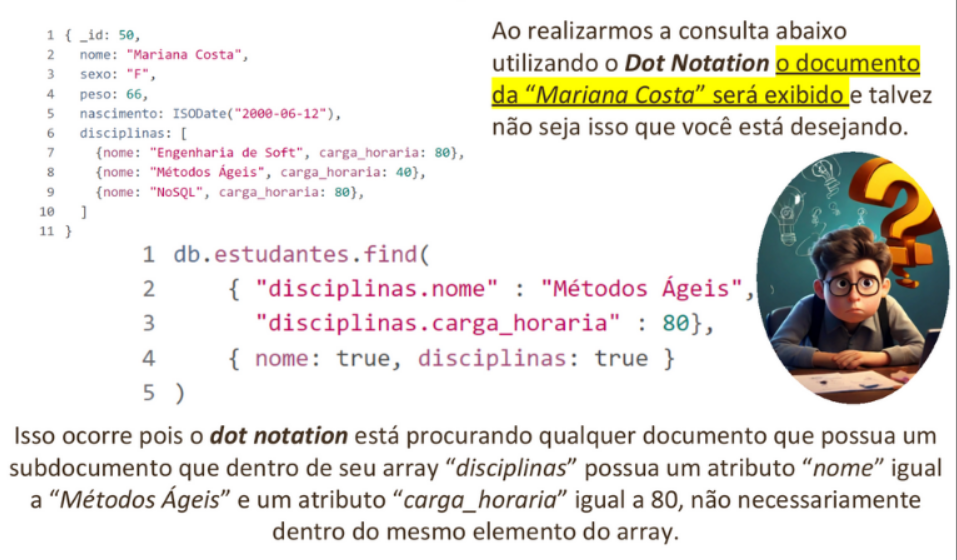 1 { _id: 50,
2 nome: "Mariana Costa",
3 sexo: "F",
4 peso: 66,
5 nascimento: ISODate("2000-06-12"),
6 disciplinas: [
7 {nome: "Engenharia de Soft", carga_horaria: 80},
8 {nome: "Métodos Ágeis", carga_horaria: 40},
9 {nome: "NoSQL", carga_horaria: 80},
10 ]
11 }
Ao realizarmos a consulta abaixo
utilizando o Dot Notation o documento
da “Mariana Costa” será exibido e talvez
não seja isso que você está desejando.
1 db.estudantes.find(
2 { "disciplinas.nome" : "Métodos Ágeis",
3 "disciplinas.carga_horaria" : 80},
4 { nome: true, disciplinas: true }
5 )
Isso ocorre pois o dot notation está procurando qualquer documento que possua um
subdocumento que dentro de seu array “disciplinas” possua um atributo “nome” igual
a “Métodos Ágeis” e um atributo “carga_horaria” igual a 80, não necessariamente
dentro do mesmo elemento do array.